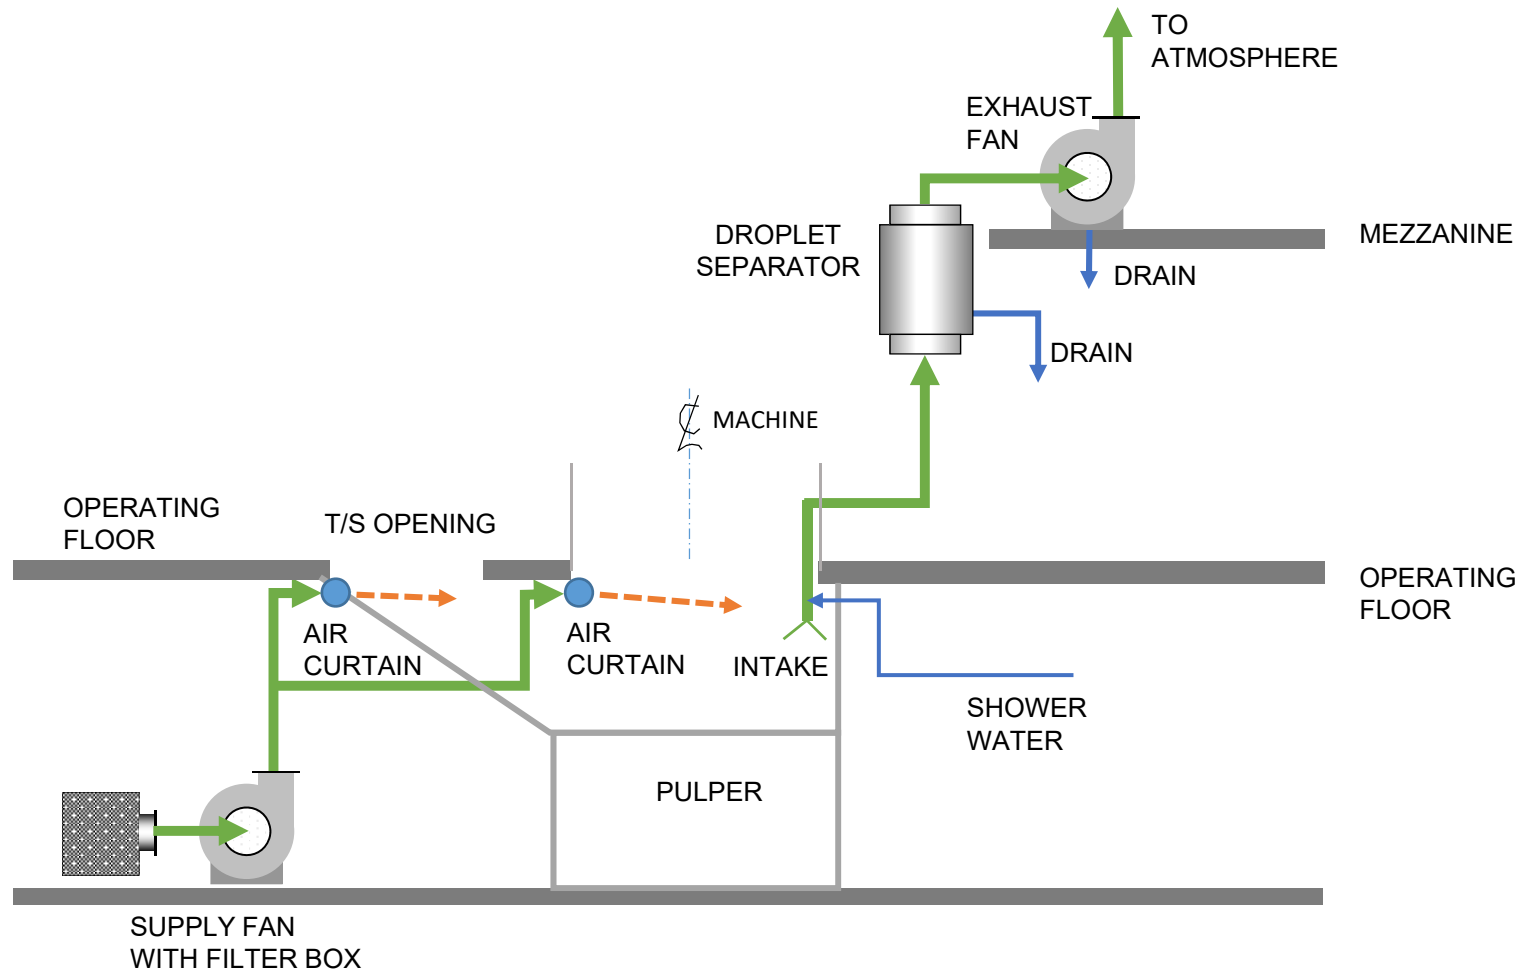 TO
ATMOSPHERE
EXHAUST
FAN
DROPLET
SEPARATOR
MEZZANINE
DRAIN
DRAIN
MACHINE
OPERATING
FLOOR
T/S OPENING
OPERATING
FLOOR
AIR
CURTAIN
AIR
CURTAIN
INTAKE
SHOWER
WATER
PULPER
SUPPLY FAN
WITH FILTER BOX